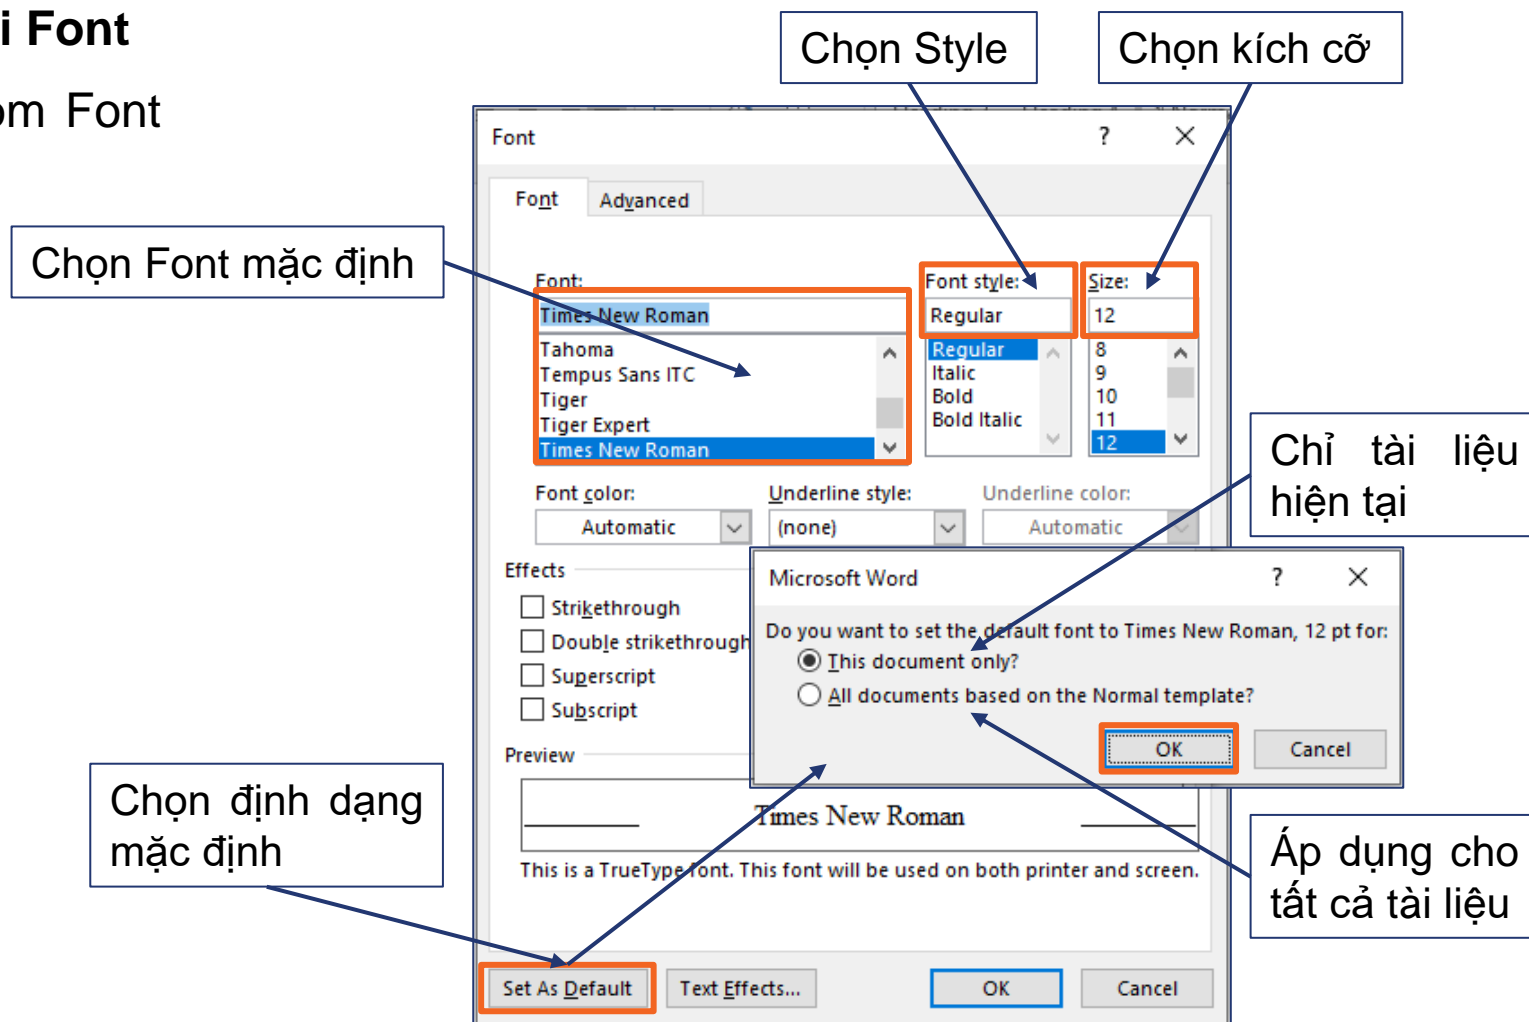 i Font
om Font
Chọn Style
Chọn kích cỡ
Font
?
Font
Advanced
Chọn Font mặc định
Font:
Font style:
Size:
Times New Roman
Regular
12
Tahoma
Tempus Sans ITC
Tiger
Tiger Expert
Times New Roman
Regular
Italic
Bold
Bold Italic
8
9
10
11
12
Chỉ tài liệu
hiện tại
Font color:
Underline style:
Underline color:
Automatic
(none)
Automatic
Effects
Strikethrough
Double strikethrough
Superscript
Subscript
Microsoft Word
?
Do you want to set the default font to Times New Roman, 12 pt for:
This document only?
All documents based on the Normal template?
OK
Cancel
Preview
Times New Roman
Chọn định dạng
mặc định
This is a TrueType font. This font will be used on both printer and screen.
Áp dụng cho
tất cả tài liệu
Set As Default
Text Effects...
OK
Cancel